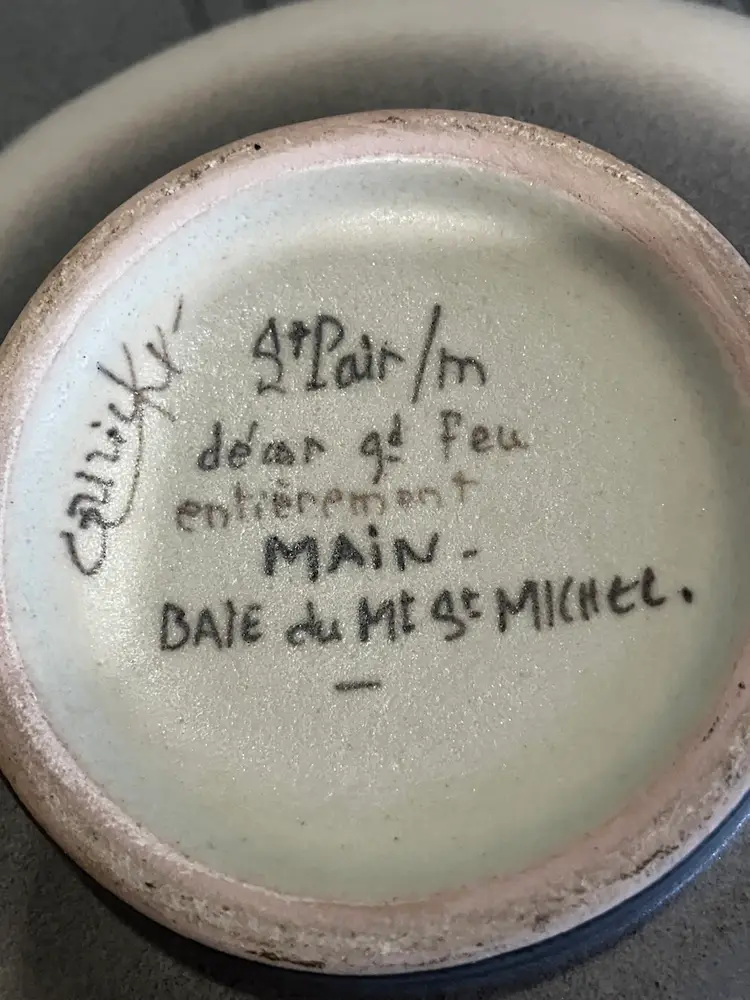 St Pair/m
décor gd feu
entièrement
MAIN -
BAIE du Mt St MICHEL.